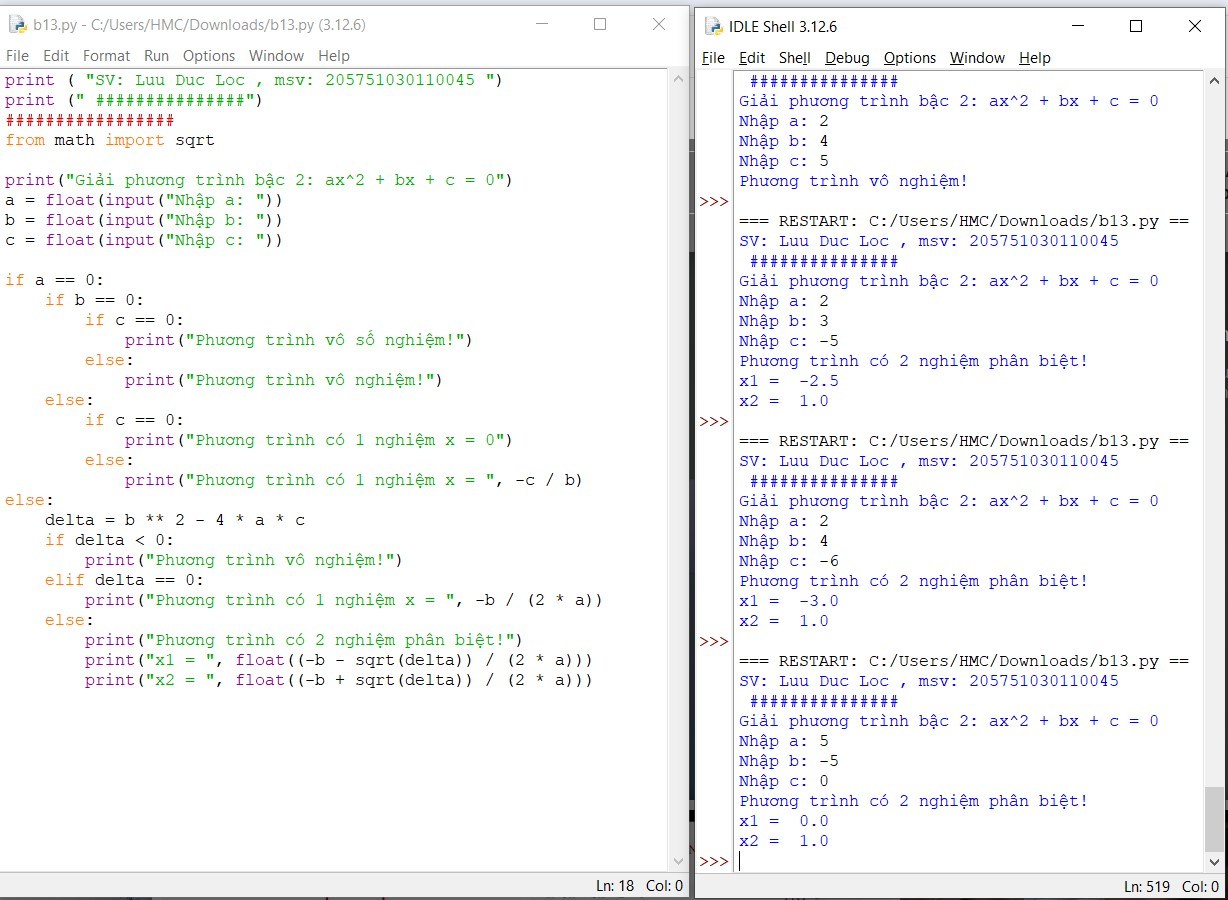 b13.py - C:/Users/HMC/Downloads/b13.py (3.12.6)
File Edit Format Run Options Window Help
print ( "SV: Luu Duc Loc , msv: 205751030110045 ")
print (" ###############")
#################
from math import sqrt
print("Giải phương trình bậc 2: ax^2 + bx + c = 0")
a = float(input("Nhập a: "))
b = float(input("Nhập b: "))
c = float(input("Nhập c: "))
if a == 0:
    if b == 0:
        if c == 0:
            print("Phương trình vô số nghiệm!")
        else:
            print("Phương trình vô nghiệm!")
    else:
        if c == 0:
            print("Phương trình có 1 nghiệm x = 0")
        else:
            print("Phương trình có 1 nghiệm x = ", -c / b)
else:
    delta = b ** 2 - 4 * a * c
    if delta < 0:
        print("Phương trình vô nghiệm!")
    elif delta == 0:
        print("Phương trình có 1 nghiệm x = ", -b / (2 * a))
    else:
        print("Phương trình có 2 nghiệm phân biệt!")
        print("x1 = ", float((-b - sqrt(delta)) / (2 * a)))
        print("x2 = ", float((-b + sqrt(delta)) / (2 * a)))
Ln: 18 Col: 0
IDLE Shell 3.12.6
File Edit Shell Debug Options Window Help
 ###############
Giải phương trình bậc 2: ax^2 + bx + c = 0
Nhập a: 2
Nhập b: 4
Nhập c: 5
Phương trình vô nghiệm!
>>>
=== RESTART: C:/Users/HMC/Downloads/b13.py ==
SV: Luu Duc Loc , msv: 205751030110045
 ###############
Giải phương trình bậc 2: ax^2 + bx + c = 0
Nhập a: 2
Nhập b: 3
Nhập c: -5
Phương trình có 2 nghiệm phân biệt!
x1 =  -2.5
x2 =  1.0
>>>
=== RESTART: C:/Users/HMC/Downloads/b13.py ==
SV: Luu Duc Loc , msv: 205751030110045
 ###############
Giải phương trình bậc 2: ax^2 + bx + c = 0
Nhập a: 2
Nhập b: 4
Nhập c: -6
Phương trình có 2 nghiệm phân biệt!
x1 =  -3.0
x2 =  1.0
>>>
=== RESTART: C:/Users/HMC/Downloads/b13.py ==
SV: Luu Duc Loc , msv: 205751030110045
 ###############
Giải phương trình bậc 2: ax^2 + bx + c = 0
Nhập a: 5
Nhập b: -5
Nhập c: 0
Phương trình có 2 nghiệm phân biệt!
x1 =  0.0
x2 =  1.0
>>>
Ln: 519 Col: 0